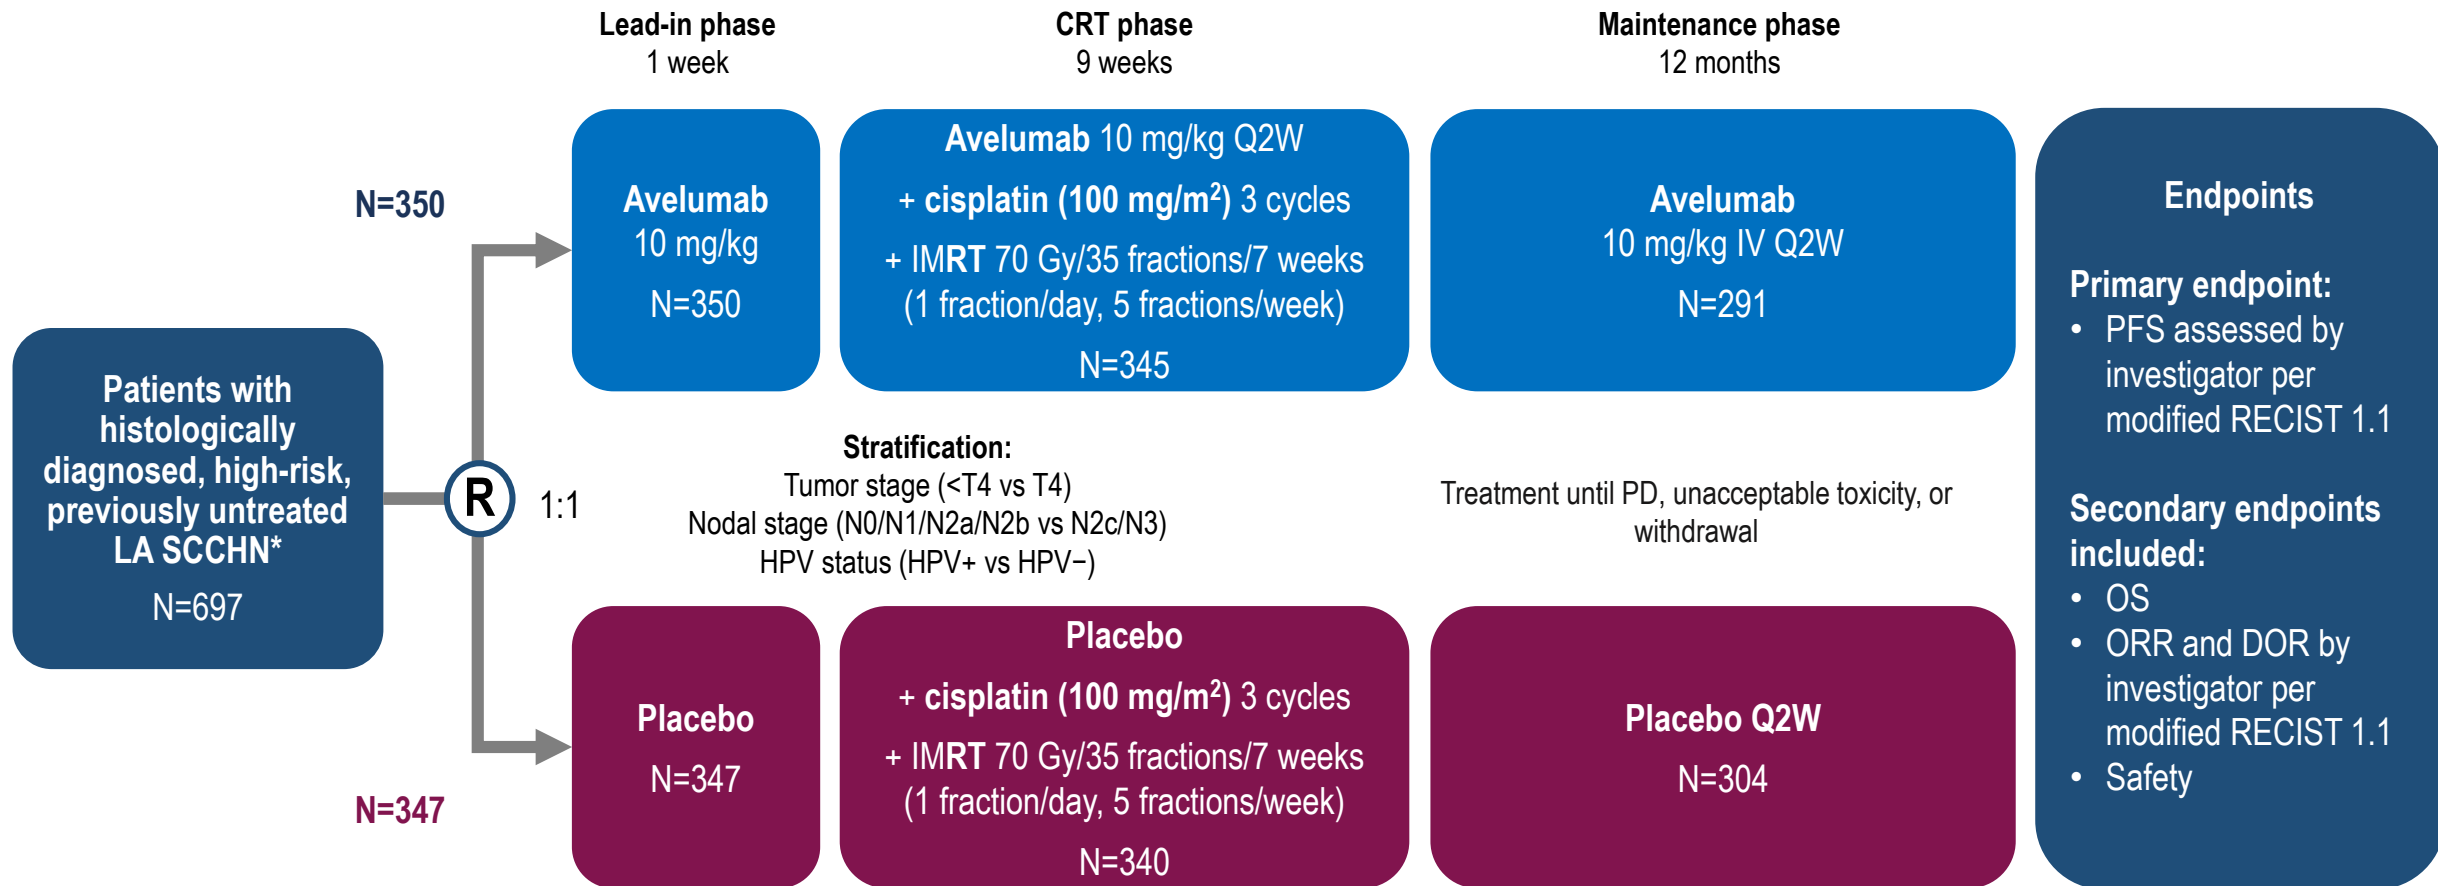 Lead-in phase
1 week
CRT phase
9 weeks
Maintenance phase
12 months
Patients with
histologically
diagnosed, high-risk,
previously untreated
LA SCCHN*
N=697
R
1:1
N=350
Avelumab
10 mg/kg
N=350
Avelumab 10 mg/kg Q2W
+ cisplatin (100 mg/m²) 3 cycles
+ IMRT 70 Gy/35 fractions/7 weeks
(1 fraction/day, 5 fractions/week)
N=345
Avelumab
10 mg/kg IV Q2W
N=291
Stratification:
Tumor stage (<T4 vs T4)
Nodal stage (N0/N1/N2a/N2b vs N2c/N3)
HPV status (HPV+ vs HPV−)
Treatment until PD, unacceptable toxicity, or
withdrawal
N=347
Placebo
N=347
Placebo
+ cisplatin (100 mg/m²) 3 cycles
+ IMRT 70 Gy/35 fractions/7 weeks
(1 fraction/day, 5 fractions/week)
N=340
Placebo Q2W
N=304
Endpoints
Primary endpoint:
• PFS assessed by
investigator per
modified RECIST 1.1
Secondary endpoints
included:
• OS
• ORR and DOR by
investigator per
modified RECIST 1.1
• Safety